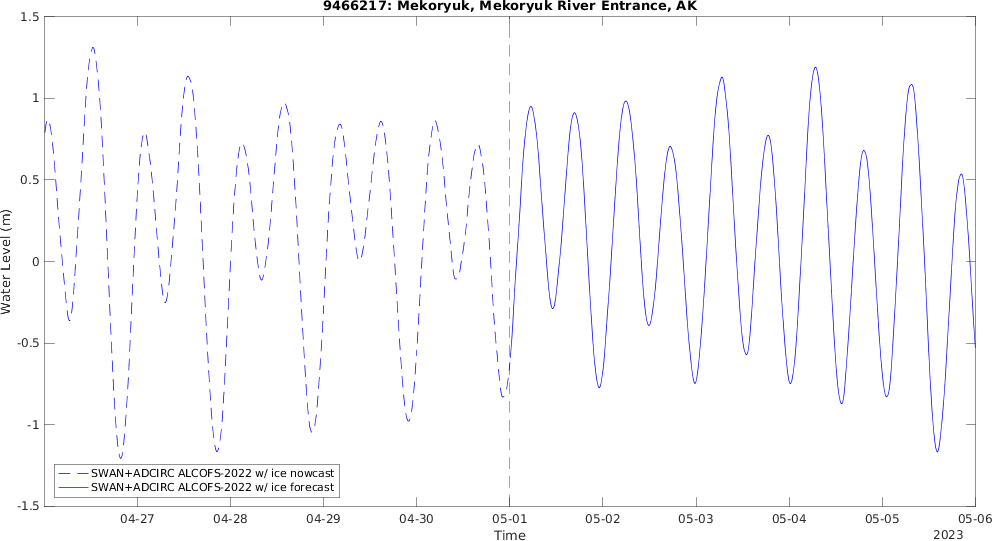 9466217: Mekoryuk, Mekoryuk River Entrance, AK
1.5
1
0.5
0
-0.5
-1
-1.5
Water Level (m)
SWAN+ADCIRC ALCOFS-2022 w/ ice nowcast
SWAN+ADCIRC ALCOFS-2022 w/ ice forecast
04-27 04-28 04-29 04-30 05-01 05-02 05-03 05-04 05-05 05-06
Time
2023